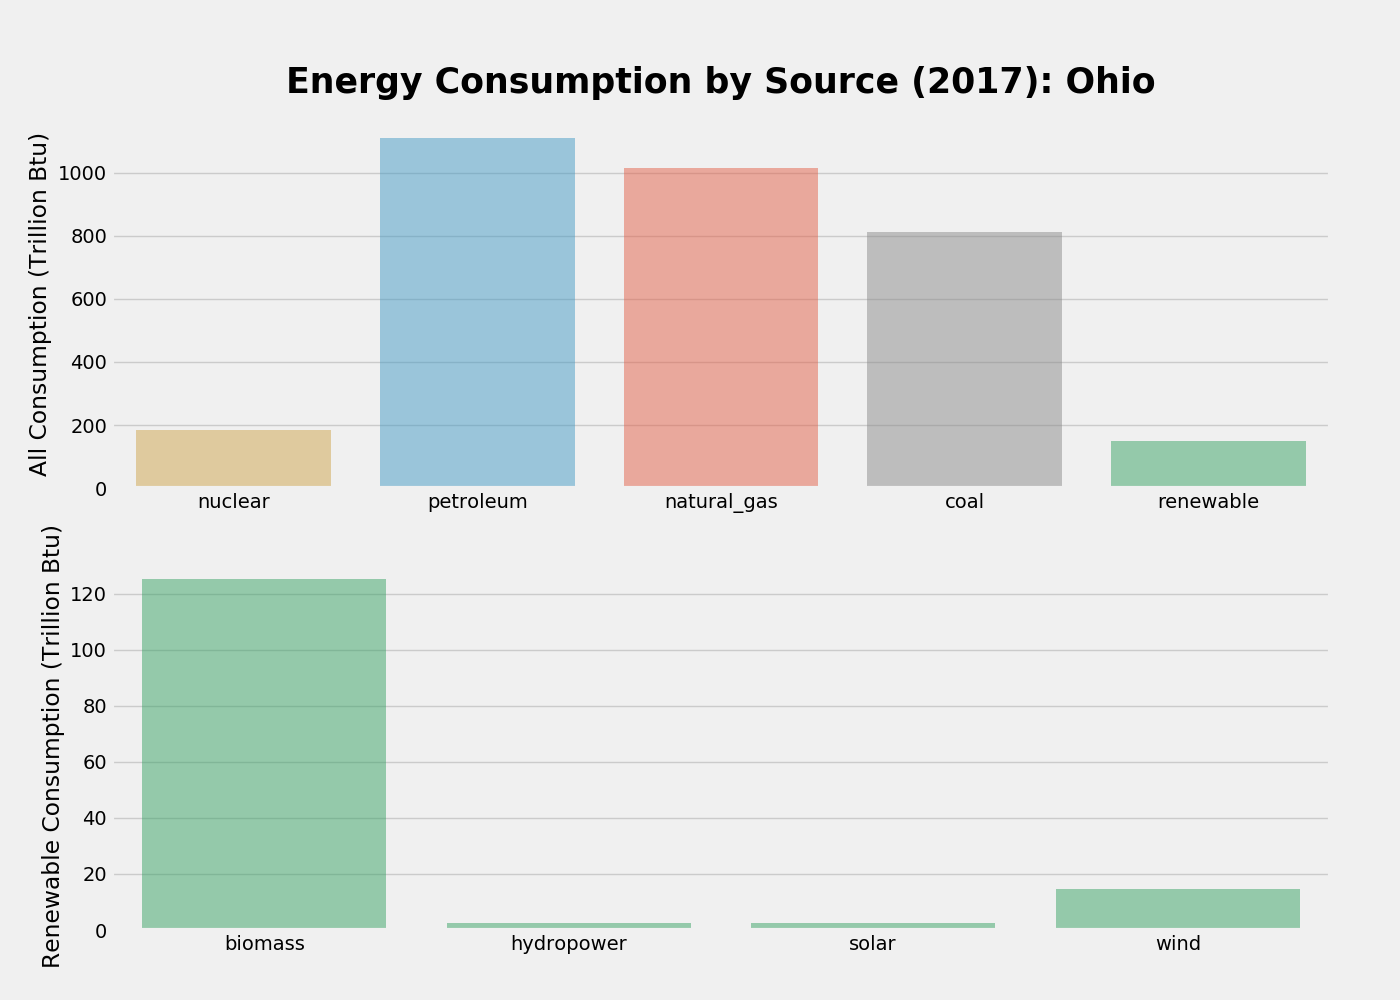 Energy Consumption by Source (2017): Ohio
All Consumption (Trillion Btu)
1000
800
600
400
200
0
nuclear petroleum natural_gas coal renewable
Renewable Consumption (Trillion Btu)
120
100
80
60
40
20
0
biomass hydropower solar wind